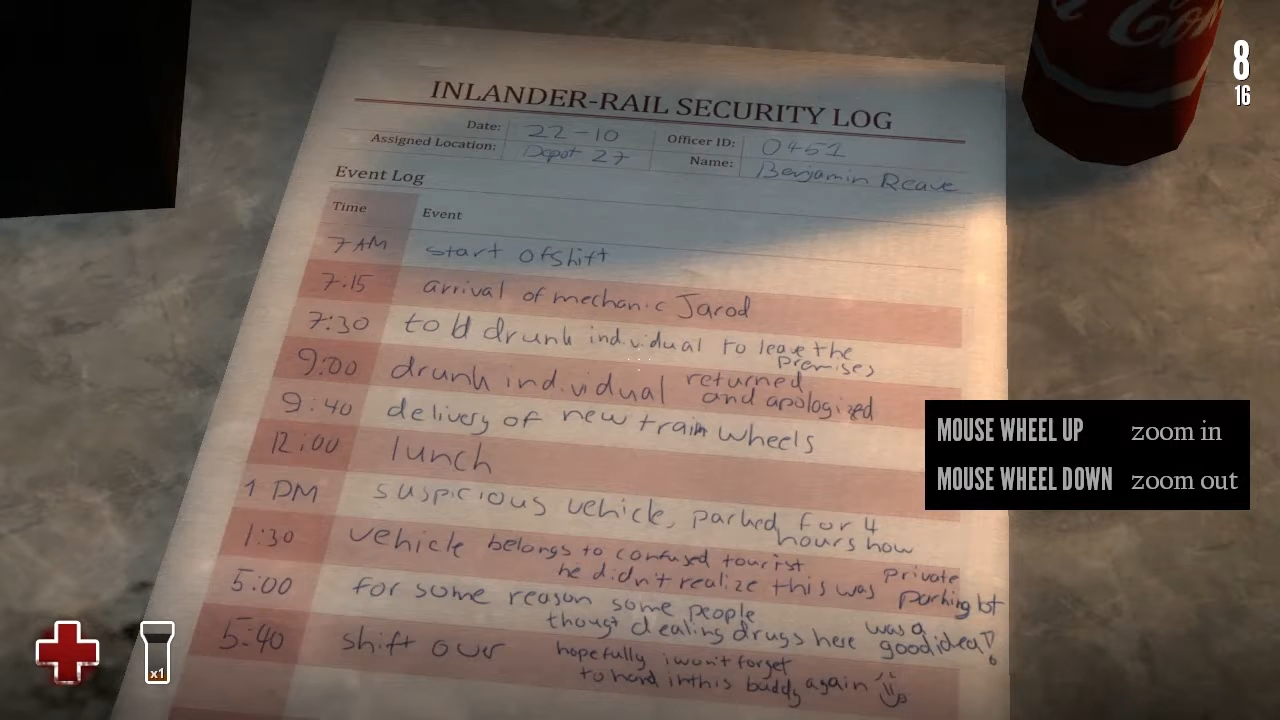 8
16
INLANDER-RAIL SECURITY LOG
Date: 22-10 Officer ID: 0451
Assigned Location: Depot 27 Name: Benjamin Reave
Event Log
Time Event
7 AM start of shift
7.15 arrival of mechanic Jarod
7:30 told drunk individual to leave the
premises
9:00 drunk individual returned
and apologized
9:40 delivery of new train wheels
12:00 lunch
1 PM suspicious vehicle, parked for 4
hours now
1:30 vehicle belongs to confused tourist
he didn't realize this was private
parking lot
5:00 for some reason some people
thougt dealing drugs here was a
good idea?
5:40 shift over hopefully i won't forget
to hand in this buddy again
MOUSE WHEEL UP zoom in
MOUSE WHEEL DOWN zoom out
x1